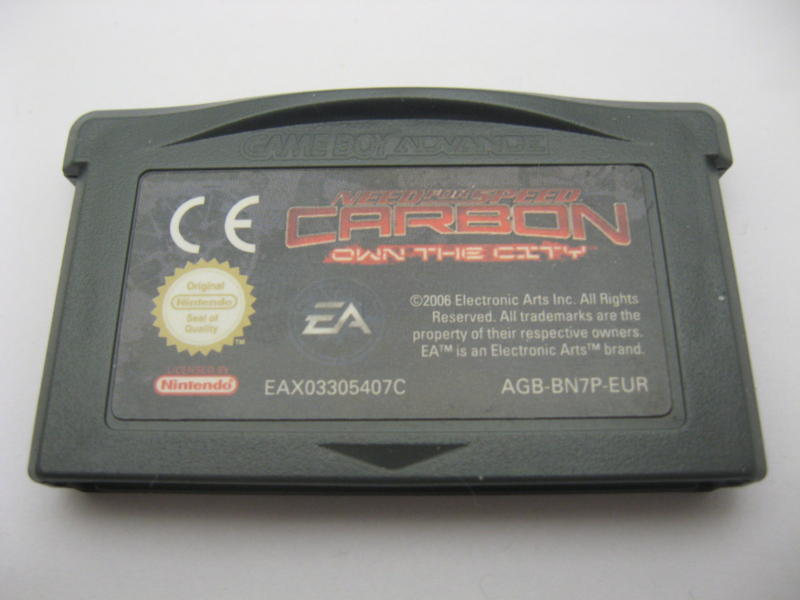 GAME BOY ADVANCE
CE
NEED FOR SPEED
CARBON
OWN THE CITY
Original
Nintendo
Seal of
Quality
TM
EA
©2006 Electronic Arts Inc. All Rights
Reserved. All trademarks are the
property of their respective owners.
EA™ is an Electronic Arts™ brand.
LICENSED BY
Nintendo
EAX03305407C
AGB-BN7P-EUR